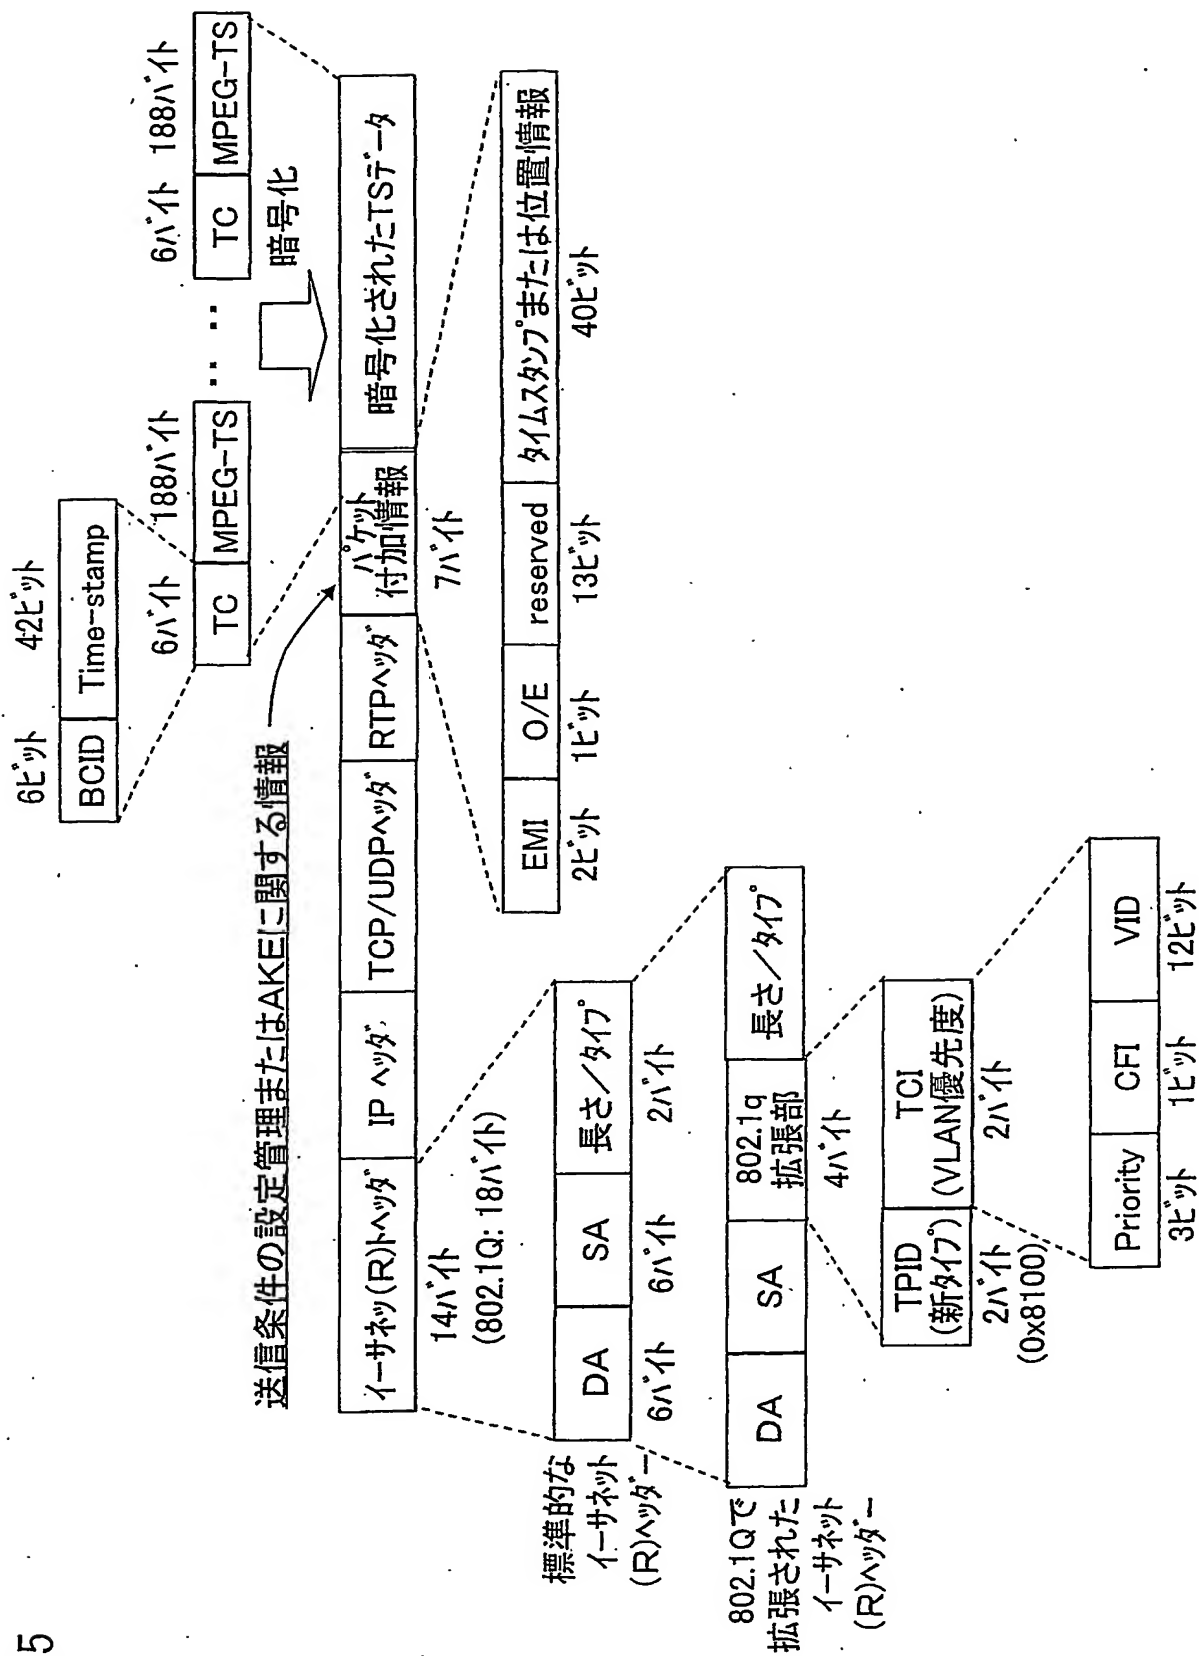 5
6ビット 42ビット
BCID Time-stamp
6バイト 188バイト 6バイト 188バイト
TC MPEG-TS ‥‥ TC MPEG-TS
暗号化
送信条件の設定管理またはAKEに関する情報
イーサネッ(R)トヘッダ IP ヘッダ TCP/UDPヘッダ RTPヘッダ パケット付加情報 暗号化されたTSデータ
14バイト
(802.1Q: 18バイト)
7バイト
EMI O/E reserved タイムスタンプまたは位置情報
2ビット 1ビット 13ビット 40ビット
標準的な
イーサネット
(R)ヘッダー
DA SA 長さ/タイプ
6バイト 6バイト 2バイト
802.1Qで
拡張された
イーサネット
(R)ヘッダー
DA SA 802.1q拡張部 長さ/タイプ
4バイト
TPID TCI
(新タイプ) (VLAN優先度)
2バイト 2バイト
(0x8100)
Priority CFI VID
3ビット 1ビット 12ビット